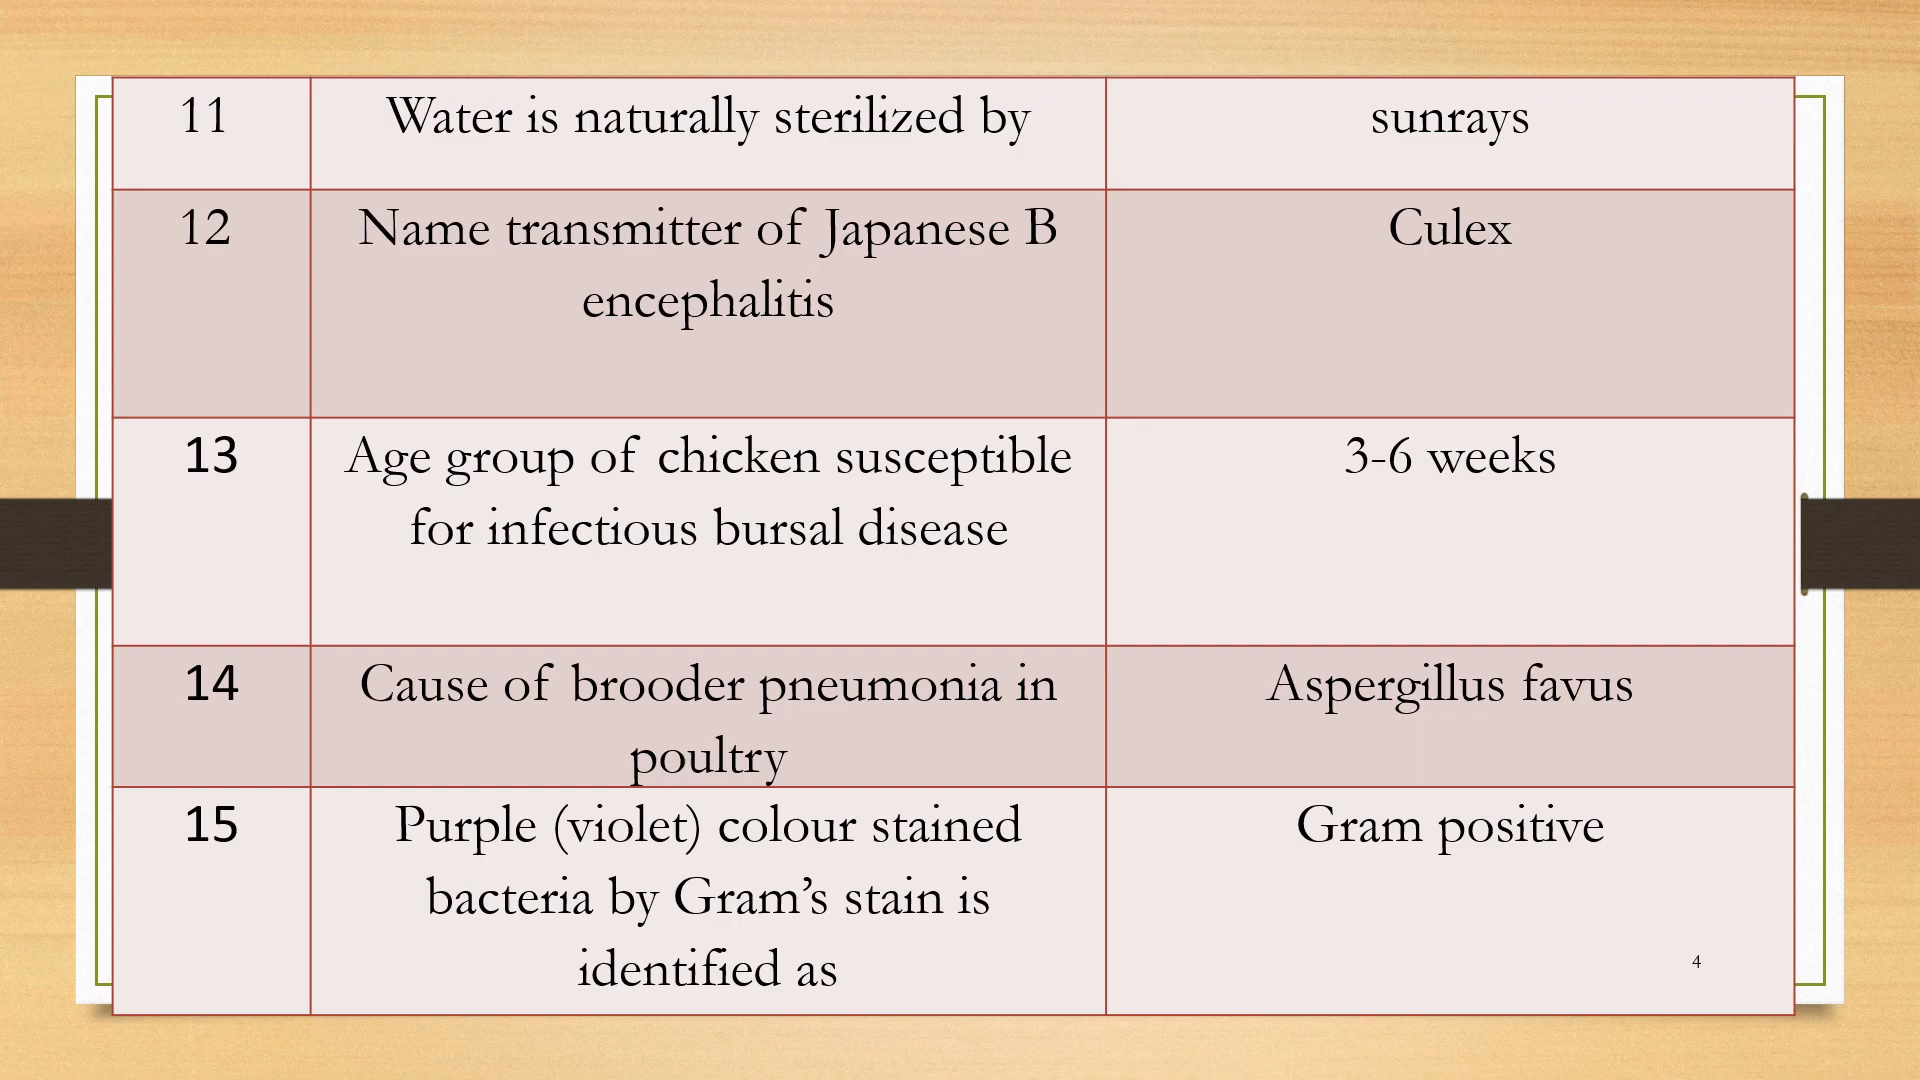 11 Water is naturally sterilized by sunrays
12 Name transmitter of Japanese B Culex
encephalitis
13 Age group of chicken susceptible 3-6 weeks
for infectious bursal disease
14 Cause of brooder pneumonia in Aspergillus favus
poultry
15 Purple (violet) colour stained Gram positive
bacteria by Gram’s stain is
identified as
4